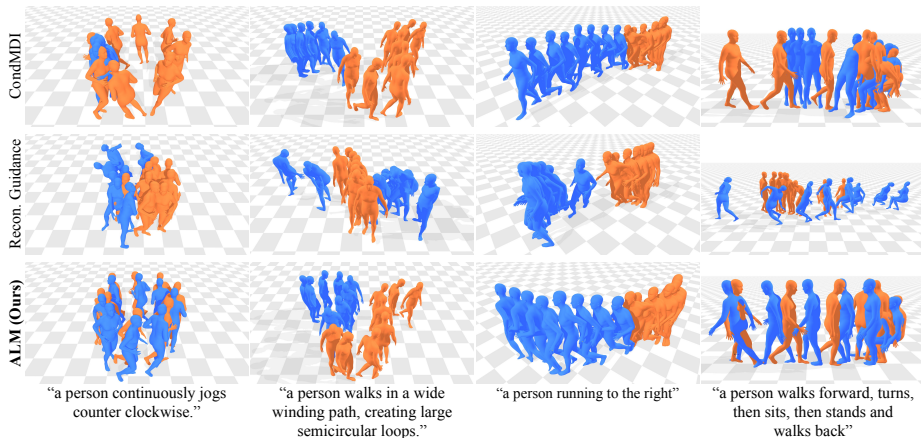 CondMDI
Recon. Guidance
ALM (Ours)
“a person continuously jogs
counter clockwise.”
“a person walks in a wide
winding path, creating large
semicircular loops.”
“a person running to the right”
“a person walks forward, turns,
then sits, then stands and
walks back”